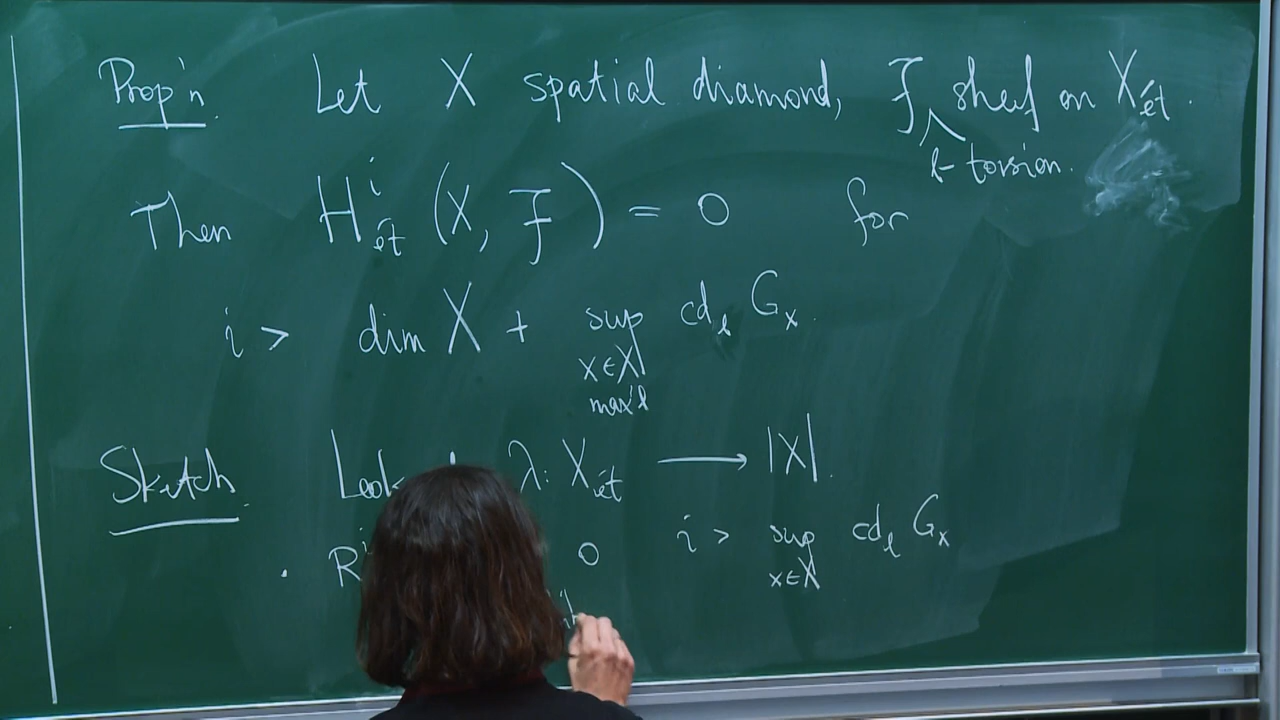 Prop'n. Let X spatial diamond, ℱ sheaf on X_ét.
ℓ-torsion.
Then H^i_ét (X, ℱ) = 0 for
i > dim X + sup cd_ℓ G_x.
x∈|X|
max'l
Sketch. Look λ: X_ét ⟶ |X|.
· R^i 0 i > sup cd_ℓ G_x
x∈X